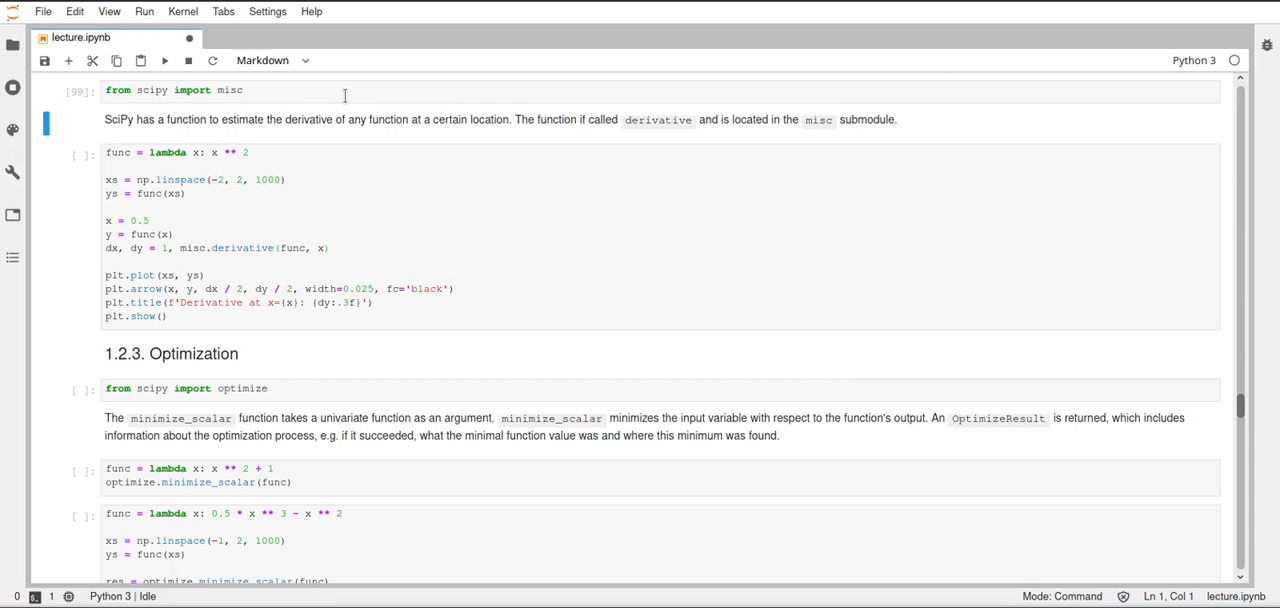 File Edit View Run Kernel Tabs Settings Help
lecture.ipynb
Markdown
Python 3
[99]:
from scipy import misc
SciPy has a function to estimate the derivative of any function at a certain location. The function if called derivative and is located in the misc submodule.
[ ]:
func = lambda x: x ** 2
xs = np.linspace(-2, 2, 1000)
ys = func(xs)
x = 0.5
y = func(x)
dx, dy = 1, misc.derivative(func, x)
plt.plot(xs, ys)
plt.arrow(x, y, dx / 2, dy / 2, width=0.025, fc='black')
plt.title(f'Derivative at x={x}: {dy:.3f}')
plt.show()
1.2.3. Optimization
[ ]:
from scipy import optimize
The minimize_scalar function takes a univariate function as an argument. minimize_scalar minimizes the input variable with respect to the function's output. An OptimizeResult is returned, which includes
information about the optimization process, e.g. if it succeeded, what the minimal function value was and where this minimum was found.
[ ]:
func = lambda x: x ** 2 + 1
optimize.minimize_scalar(func)
[ ]:
func = lambda x: 0.5 * x ** 3 - x ** 2
xs = np.linspace(-1, 2, 1000)
ys = func(xs)
res = optimize.minimize_scalar(func)
0 1 Python 3 | Idle
Mode: Command
Ln 1, Col 1
lecture.ipynb